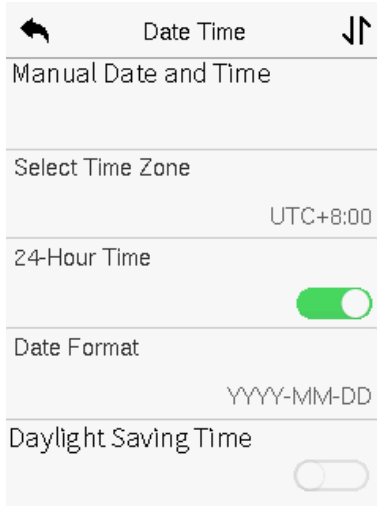 Date Time
Manual Date and Time
Select Time Zone
UTC+8:00
24-Hour Time
Date Format
YYYY-MM-DD
Daylight Saving Time